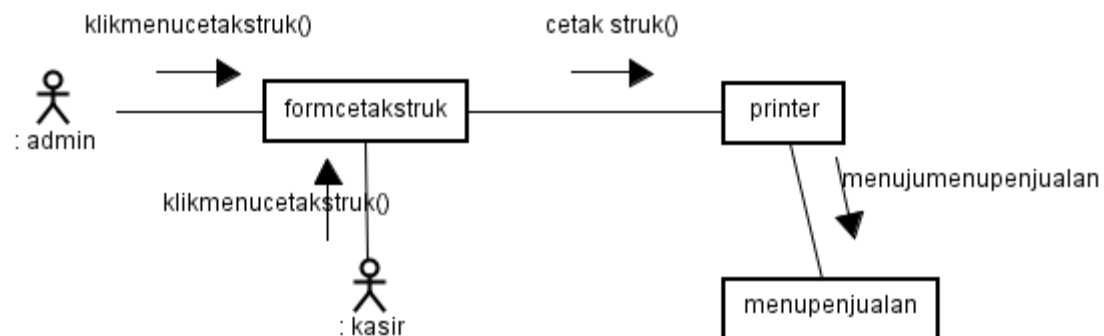 klikmenucetakstruk()
cetak struk()
: admin
formcetakstruk
printer
klikmenucetakstruk()
menujumenupenjualan
: kasir
menupenjualan